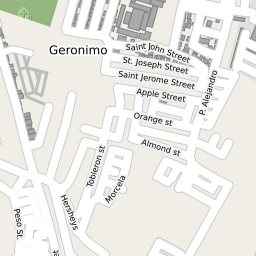 Saint John Street
Geronimo
St. Joseph Street
Saint Jerome Street
Apple Street
P. Alejandro
Orange st
Almond st
Tobleron st
Morcela
Hersheys
Peso St.